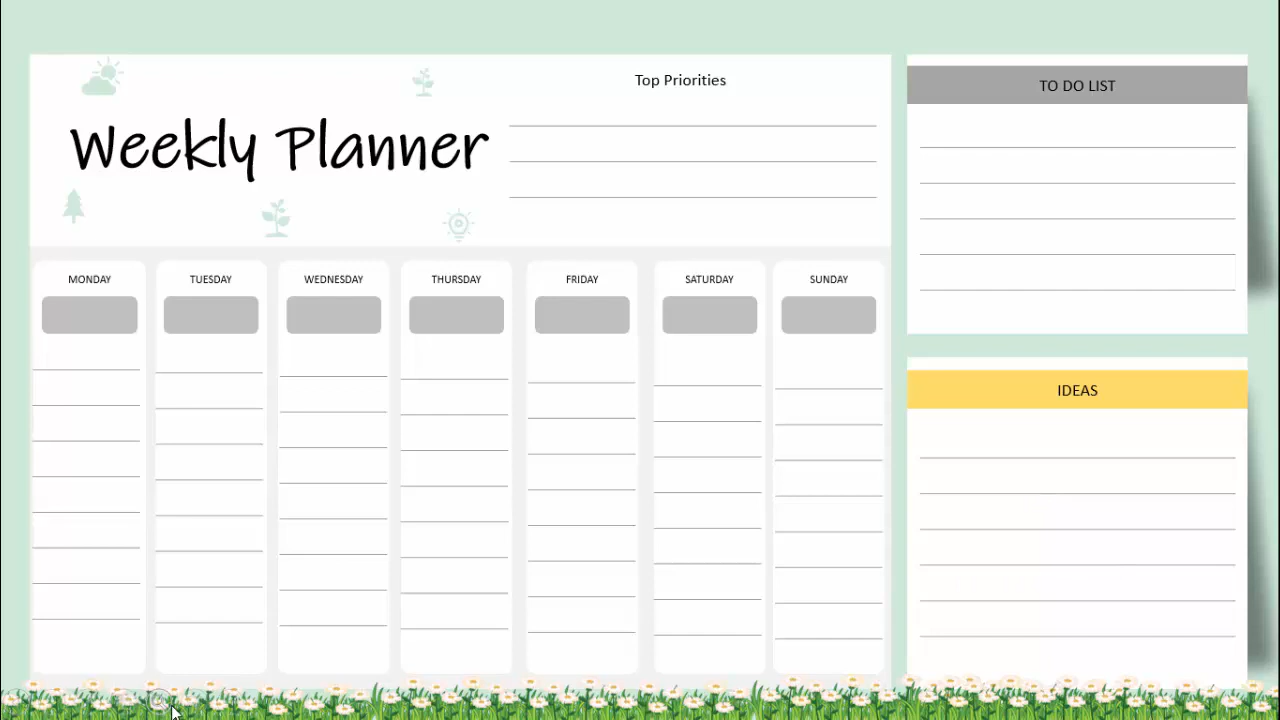 Top Priorities
Weekly Planner
MONDAY
TUESDAY
WEDNESDAY
THURSDAY
FRIDAY
SATURDAY
SUNDAY
TO DO LIST
IDEAS